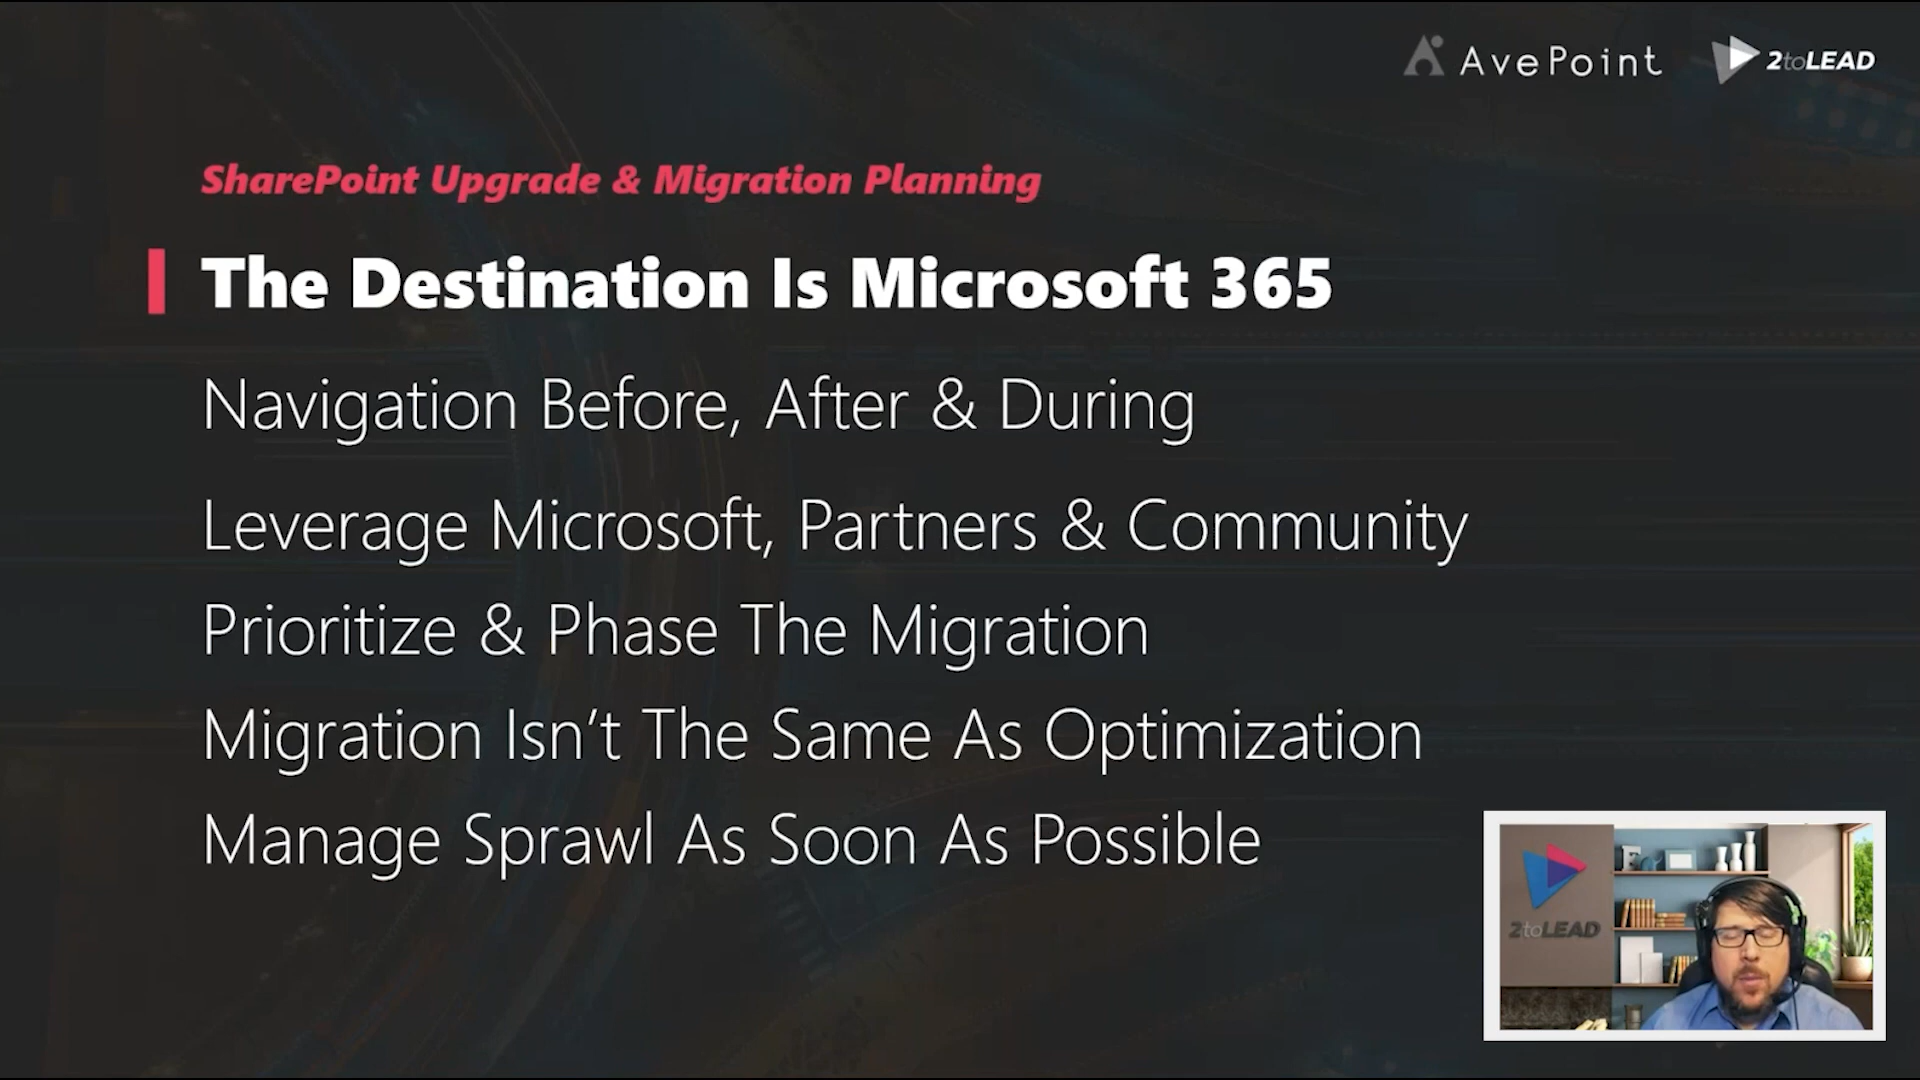 AvePoint
2toLEAD
SharePoint Upgrade & Migration Planning
The Destination Is Microsoft 365
Navigation Before, After & During
Leverage Microsoft, Partners & Community
Prioritize & Phase The Migration
Migration Isn’t The Same As Optimization
Manage Sprawl As Soon As Possible
2toLEAD